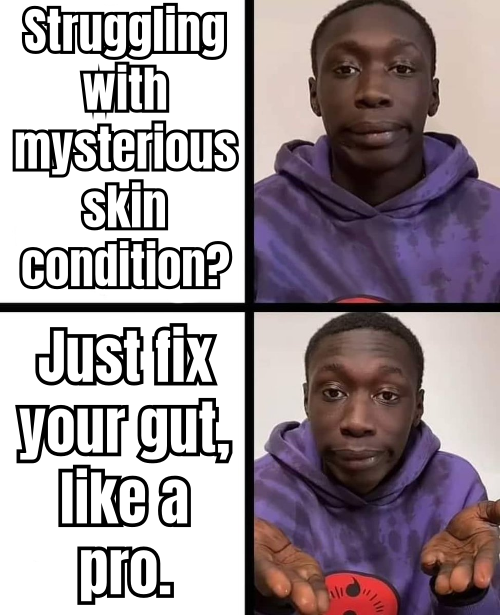 Struggling
with
mysterious
skin
condition?
Just fix
your gut,
like a
pro.